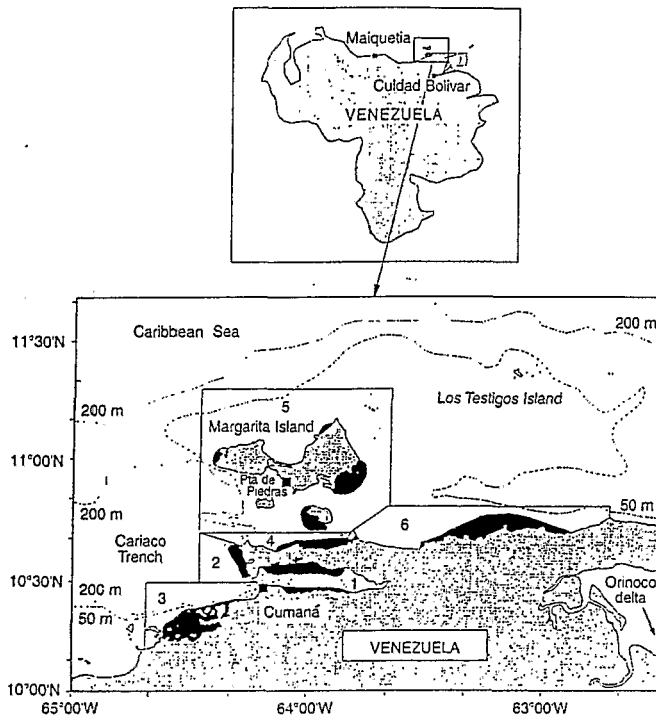 Maiquetia
Cuidad Bolivar
VENEZUELA
11°30'N
11°00'N
10°30'N
10°00'N
65°00'W
64°00'W
63°00'W
Caribbean Sea
200 m
200 m
5
Margarita Island
Los Testigos Island
Pta de
Piedras
200 m
50 m
Cariaco
Trench
6
4
2
1
3
200 m
50 m
Cumaná
Orinoco
delta
VENEZUELA